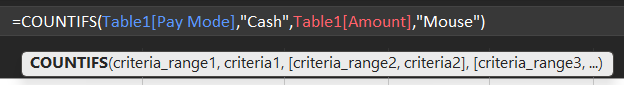 =COUNTIFS(Table1[Pay Mode],"Cash",Table1[Amount],"Mouse")
COUNTIFS(criteria_range1, criteria1, [criteria_range2, criteria2], [criteria_range3, ...)